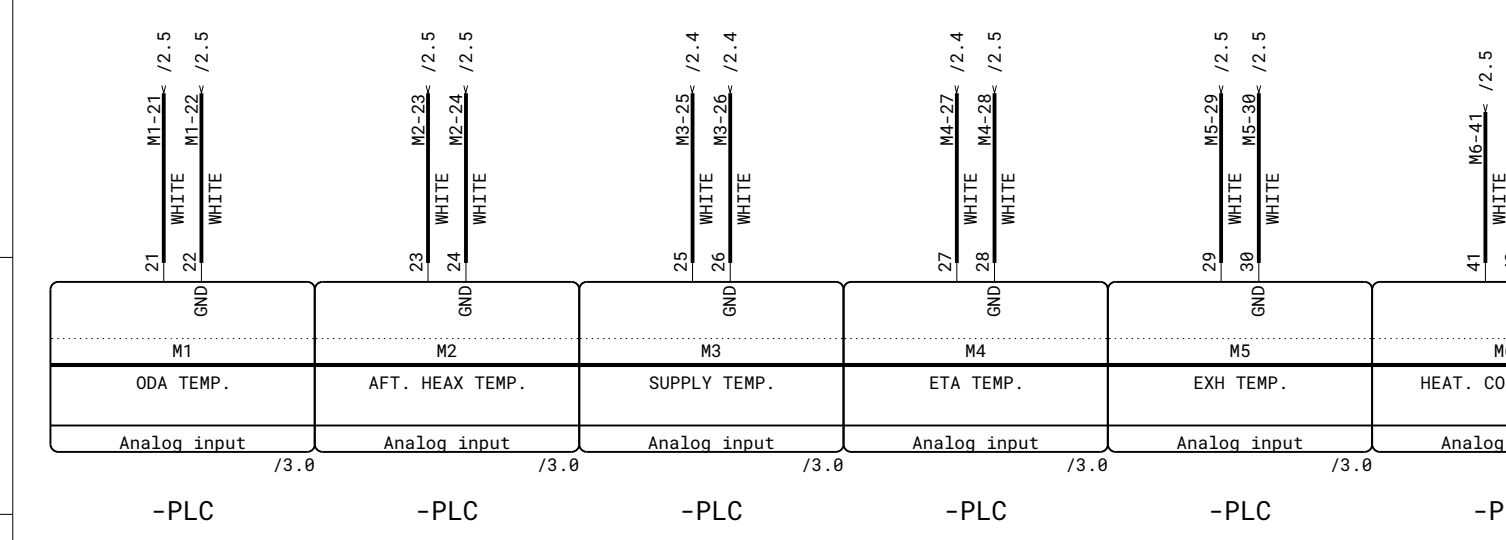 /2.5 /2.5 /2.5 /2.5 /2.4 /2.4 /2.4 /2.5 /2.5 /2.5 /2.5
M1-21 M1-22 M2-23 M2-24 M3-25 M3-26 M4-27 M4-28 M5-29 M5-30 M6-41
WHITE WHITE WHITE WHITE WHITE WHITE WHITE WHITE WHITE WHITE WHITE
21 22 23 24 25 26 27 28 29 30 41
GND GND GND GND GND
M1 M2 M3 M4 M5
ODA TEMP. AFT. HEAX TEMP. SUPPLY TEMP. ETA TEMP. EXH TEMP. HEAT. CO
Analog input Analog input Analog input Analog input Analog input Analog
/3.0 /3.0 /3.0 /3.0 /3.0
-PLC -PLC -PLC -PLC -PLC -P